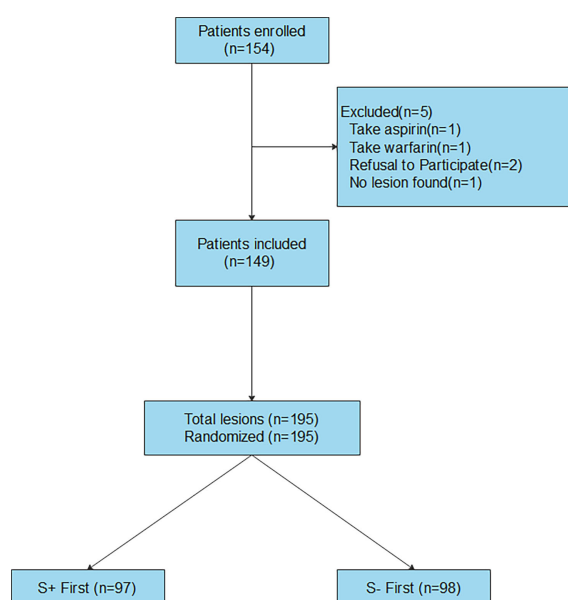 Patients enrolled
(n=154)
Excluded(n=5)
Take aspirin(n=1)
Take warfarin(n=1)
Refusal to Participate(n=2)
No lesion found(n=1)
Patients included
(n=149)
Total lesions (n=195)
Randomized (n=195)
S+ First (n=97)
S- First (n=98)